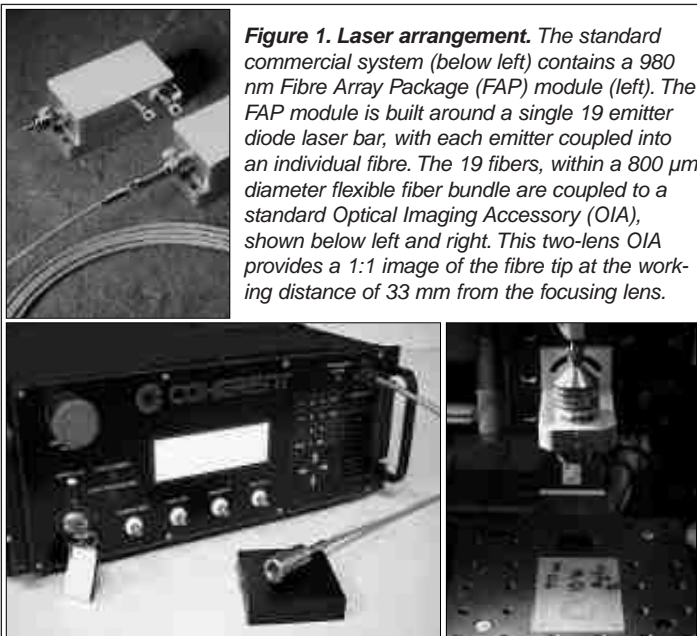 Figure 1. Laser arrangement. The standard
commercial system (below left) contains a 980
nm Fibre Array Package (FAP) module (left). The
FAP module is built around a single 19 emitter
diode laser bar, with each emitter coupled into
an individual fibre. The 19 fibers, within a 800 µm
diameter flexible fiber bundle are coupled to a
standard Optical Imaging Accessory (OIA),
shown below left and right. This two-lens OIA
provides a 1:1 image of the fibre tip at the work-
ing distance of 33 mm from the focusing lens.
COHERENT